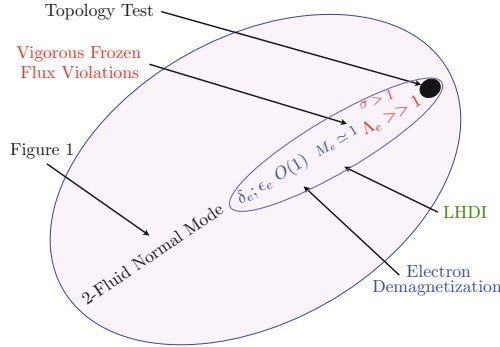 Topology Test
Vigorous Frozen
Flux Violations
Figure 1
σ > 1
Λₑ >> 1
Mₑ ≃ 1
δₑ; ϵₑ O(1)
2-Fluid Normal Mode
LHDI
Electron
Demagnetization